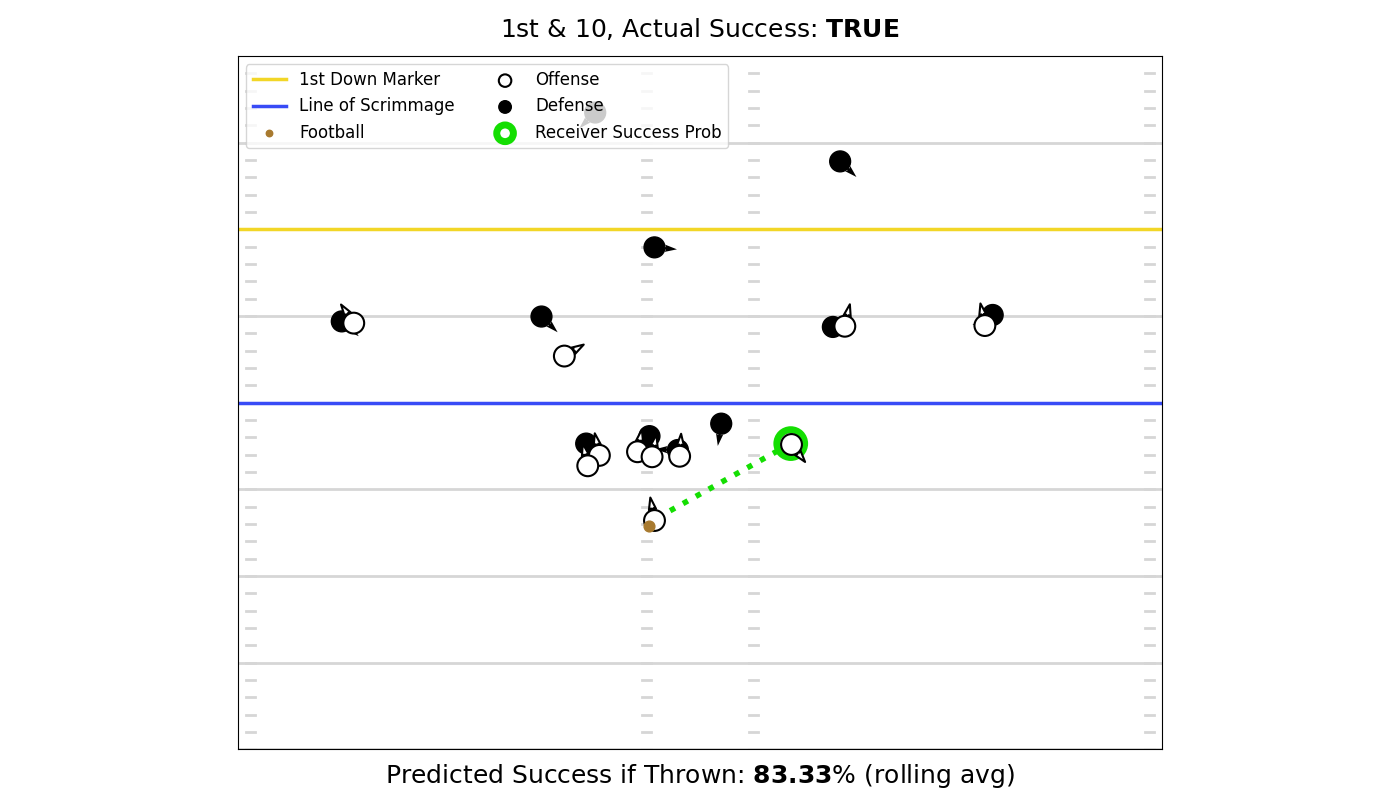 1st & 10, Actual Success: TRUE
1st Down Marker
Line of Scrimmage
Football
Offense
Defense
Receiver Success Prob
Predicted Success if Thrown: 83.33% (rolling avg)